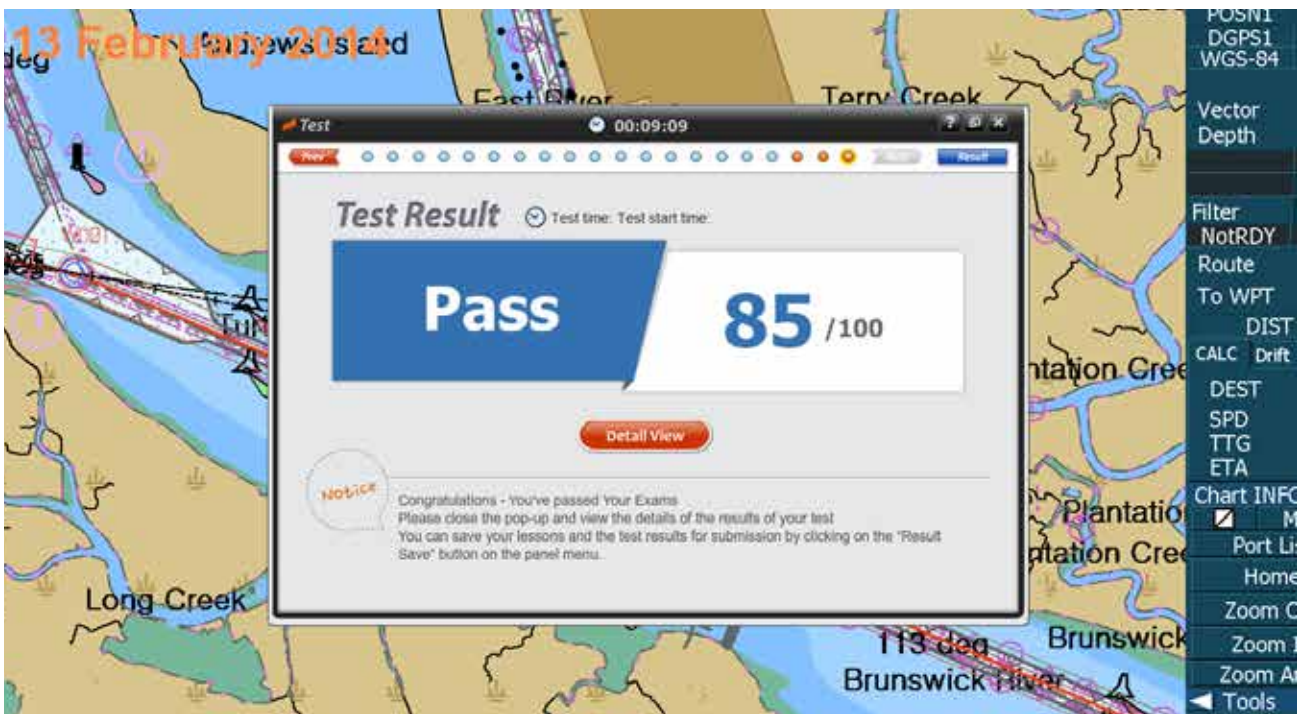 13 February 2014
deg
Andrews Island
East River
Terry Creek
Test
00:09:09
? X
Prev
Result
Test Result
Test time: Test start time:
Pass
85 /100
Detail View
Notice
Congratulations - You've passed Your Exams
Please close the pop-up and view the details of the results of your test
You can save your lessons and the test results for submission by clicking on the "Result
Save" button on the panel menu.
Long Creek
ntation Cree
Plantatio
ntation Cree
113 deg
Brunswick
Brunswick River
POSN1
DGPS1
WGS-84
Vector
Depth
Filter
NotRDY
Route
To WPT
DIST
CALC Drift
DEST
SPD
TTG
ETA
Chart INFO
M
Port Lis
Home
Zoom O
Zoom I
Zoom Ar
Tools